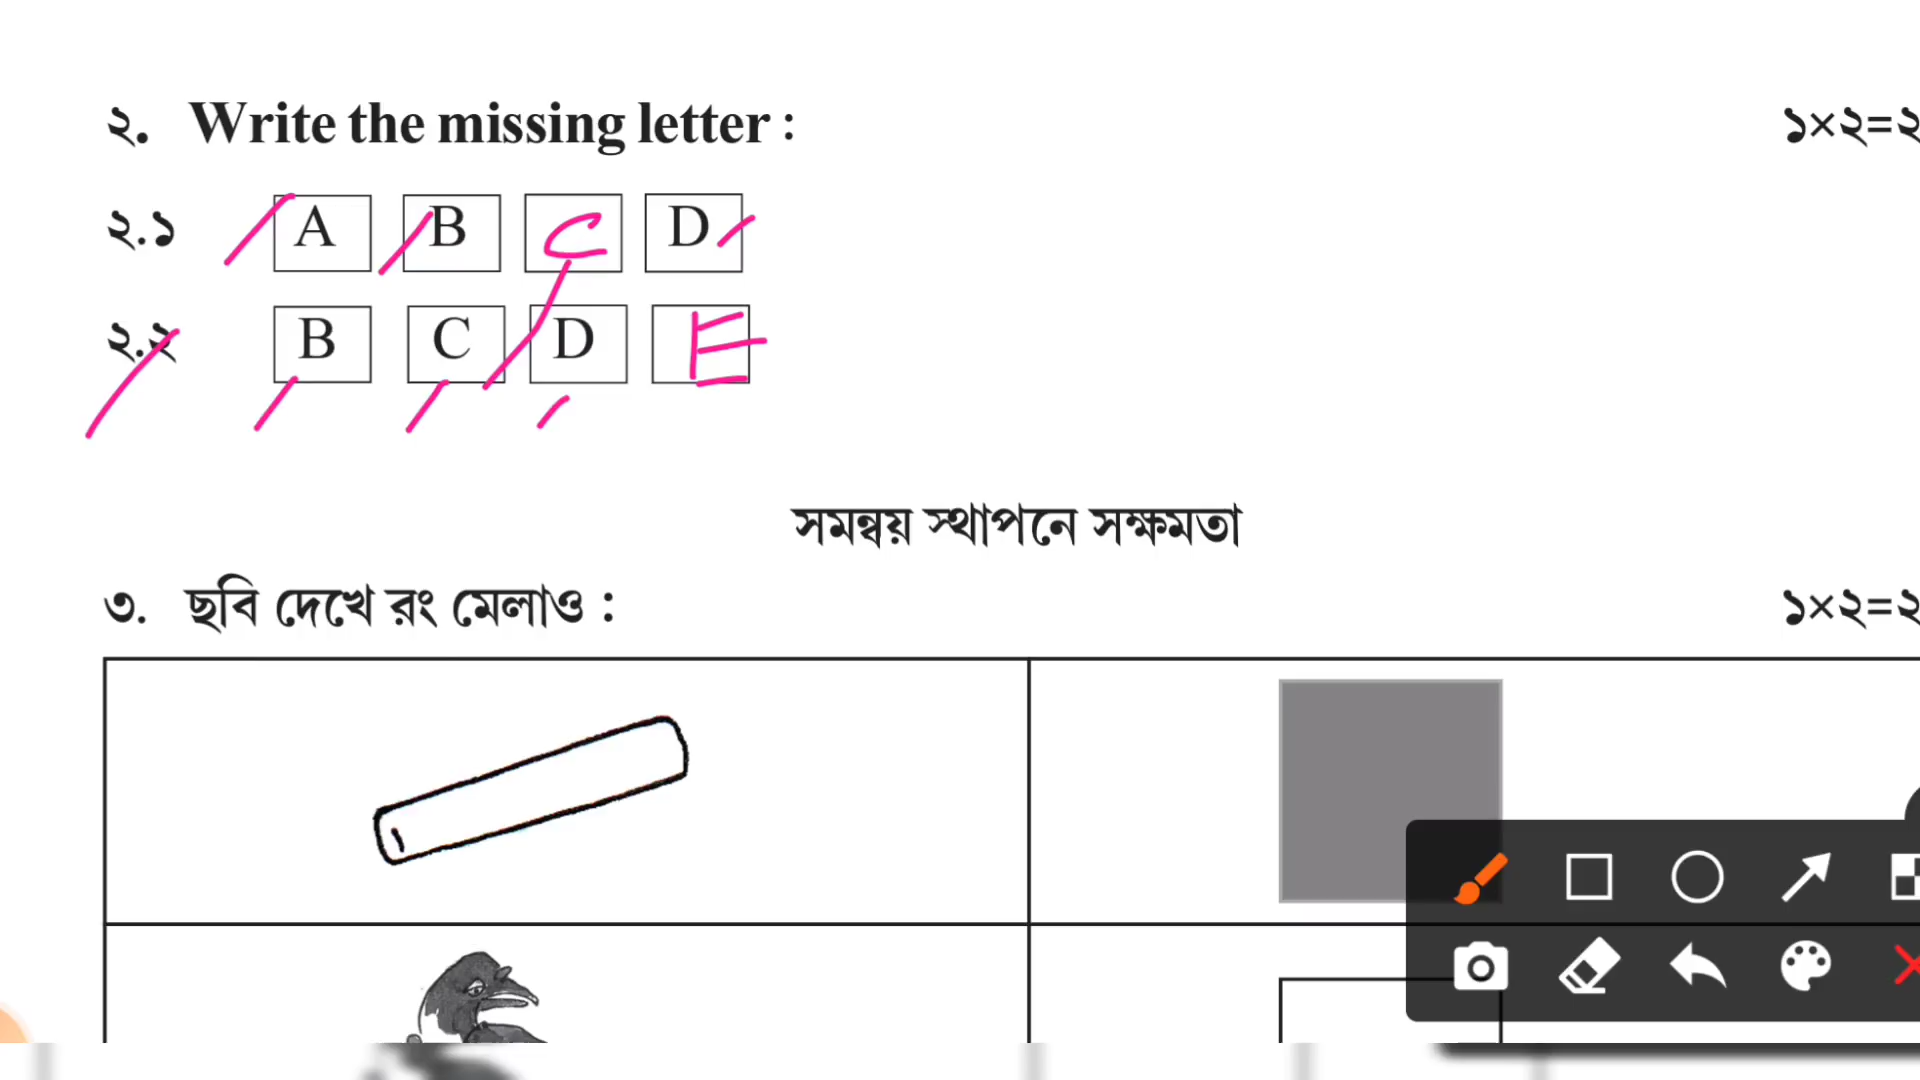 ২. Write the missing letter : ১×২=২
২.১ A B C D
২.২ B C D E
সমন্বয় স্থাপনে সক্ষমতা
৩. ছবি দেখে রং মেলাও : ১×২=২